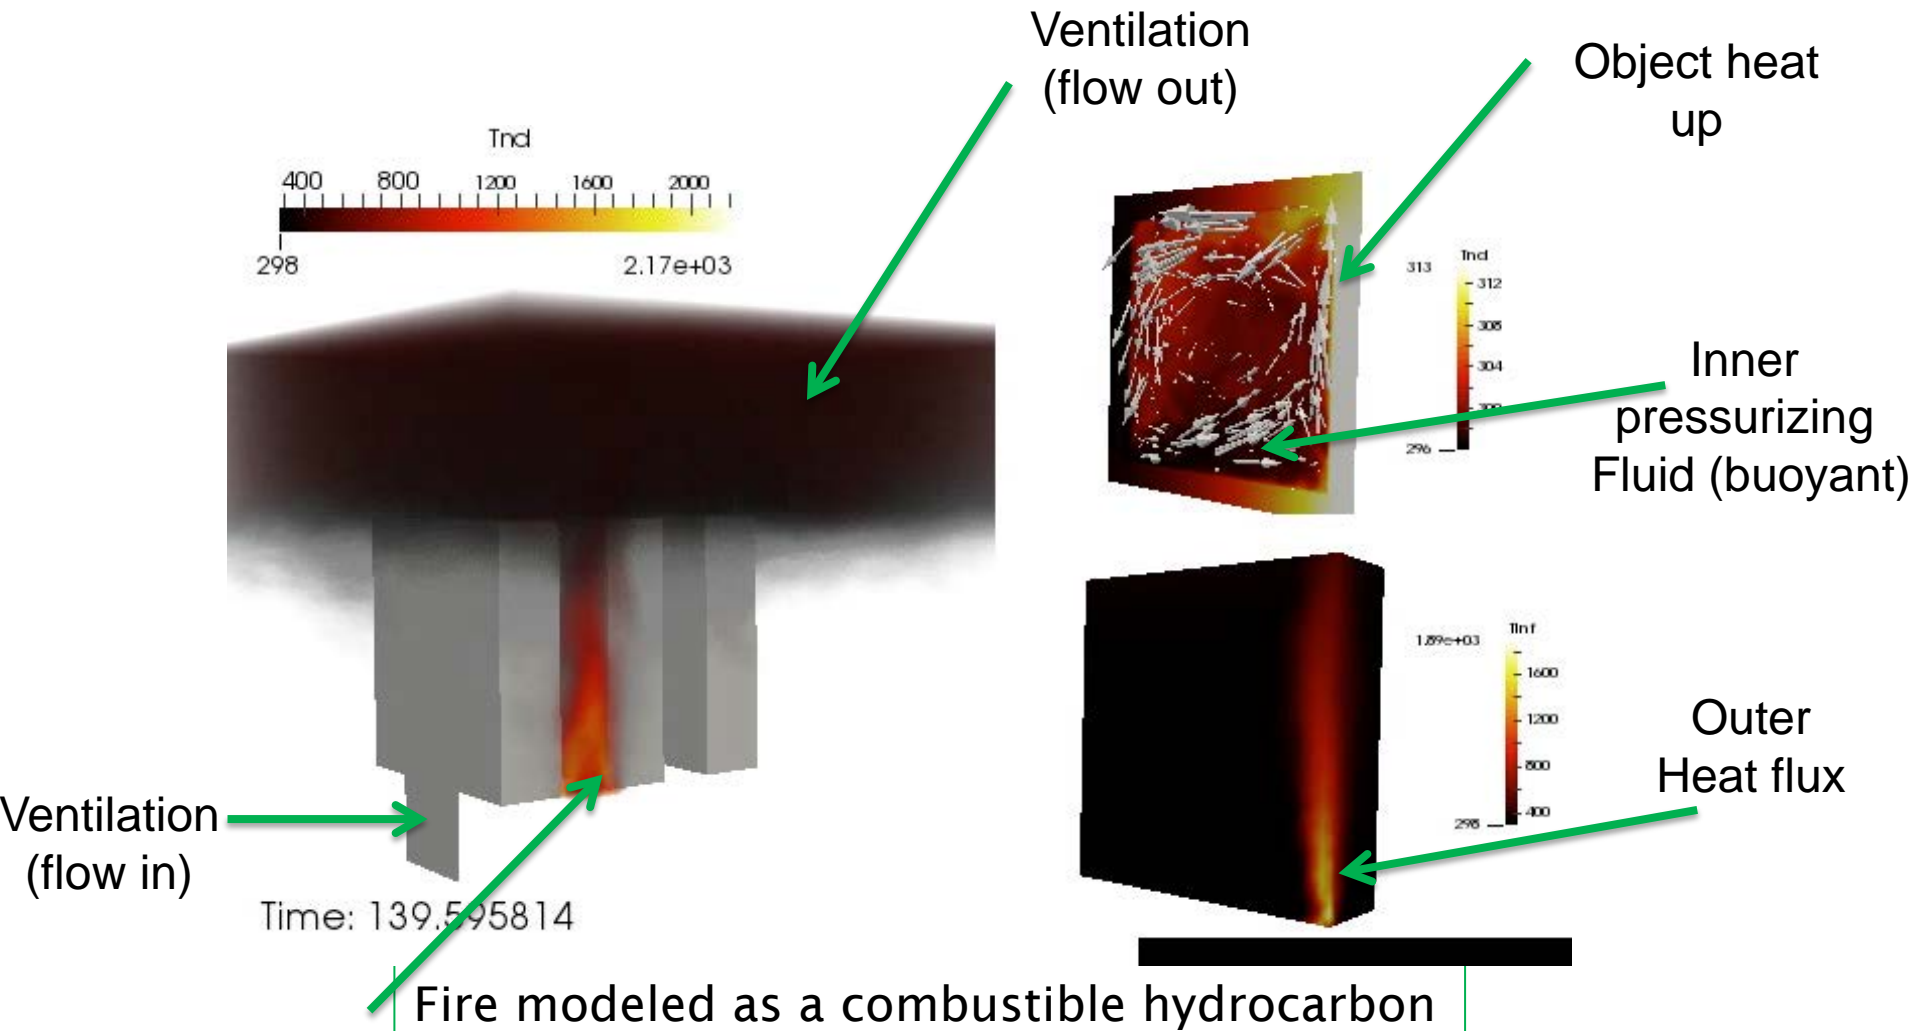 Ventilation
(flow out)
Object heat
up
Tnd
400 800 1200 1600 2000
298 2.17e+03
313 Tnd
312
308
304
296
Inner
pressurizing
Fluid (buoyant)
1.89e+03 TInf
1600
1200
800
400
298
Outer
Heat flux
Ventilation
(flow in)
Time: 139.595814
Fire modeled as a combustible hydrocarbon